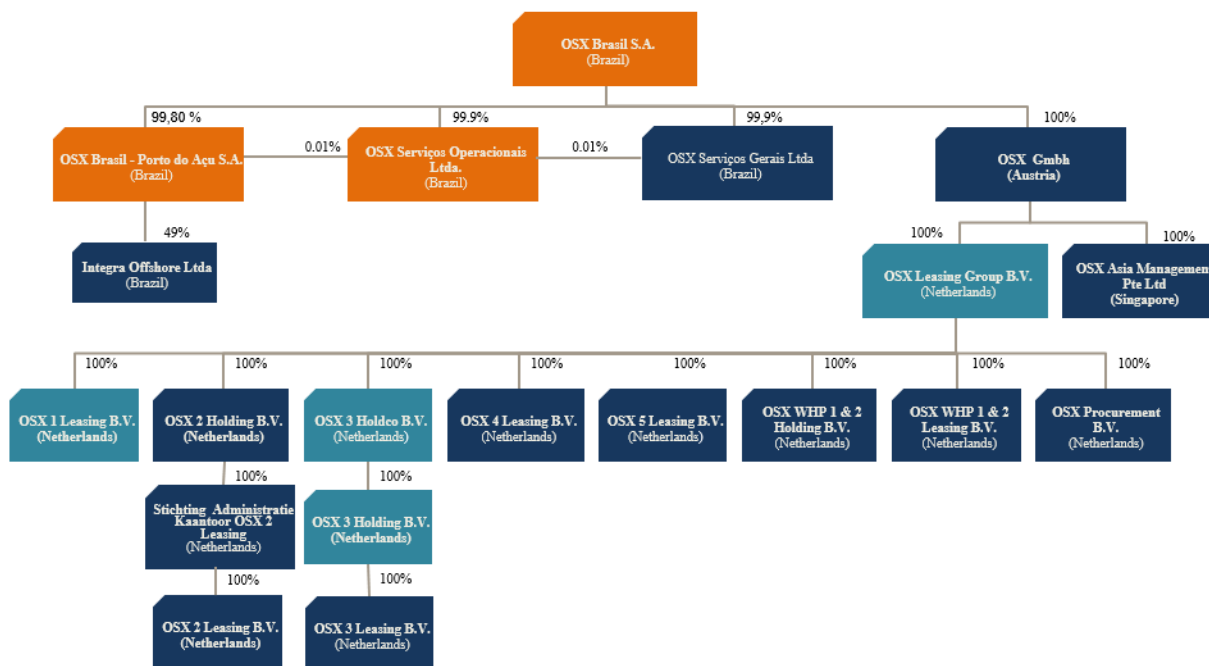 OSX Brasil S.A.
(Brazil)
99,80 %
99.9%
99,9%
100%
OSX Brasil - Porto do Açu S.A.
(Brazil)
0.01%
OSX Serviços Operacionais
Ltda.
(Brazil)
0.01%
OSX Serviços Gerais Ltda
(Brazil)
OSX Gmbh
(Austria)
49%
100%
100%
Integra Offshore Ltda
(Brazil)
OSX Leasing Group B.V.
(Netherlands)
OSX Asia Managemen
Pte Ltd
(Singapore)
100%
100%
100%
100%
100%
100%
100%
100%
OSX 1 Leasing B.V.
(Netherlands)
OSX 2 Holding B.V.
(Netherlands)
OSX 3 Holdco B.V.
(Netherlands)
OSX 4 Leasing B.V.
(Netherlands)
OSX 5 Leasing B.V.
(Netherlands)
OSX WHP 1 & 2
Holding B.V.
(Netherlands)
OSX WHP 1 & 2
Leasing B.V.
(Netherlands)
OSX Procurement
B.V.
(Netherlands)
100%
100%
Stichting Administratie
Kaantoor OSX 2
Leasing
(Netherlands)
OSX 3 Holding B.V.
(Netherlands)
100%
100%
OSX 2 Leasing B.V.
(Netherlands)
OSX 3 Leasing B.V.
(Netherlands)